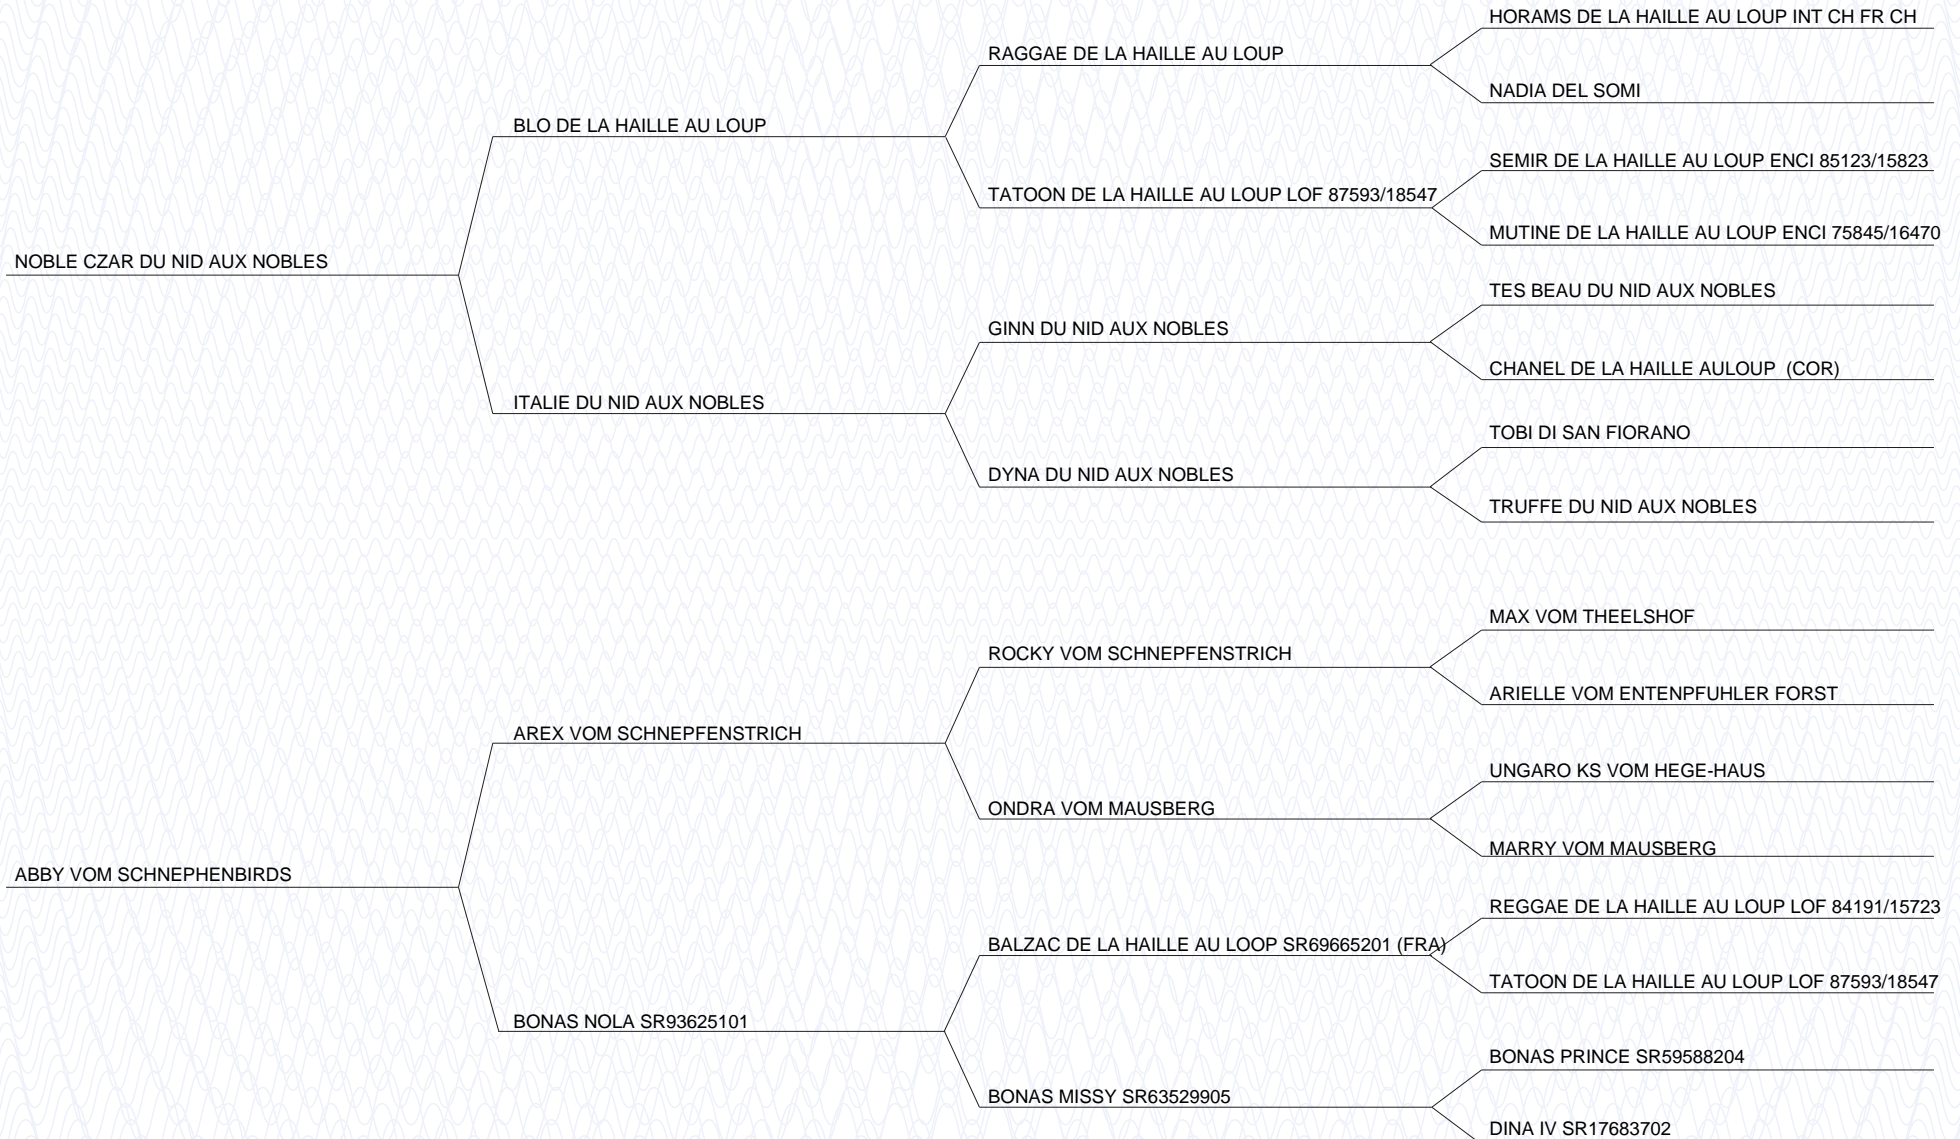 HORAMS DE LA HAILLE AU LOUP INT CH FR CH
RAGGAE DE LA HAILLE AU LOUP
NADIA DEL SOMI
BLO DE LA HAILLE AU LOUP
SEMIR DE LA HAILLE AU LOUP ENCI 85123/15823
TATOON DE LA HAILLE AU LOUP LOF 87593/18547
MUTINE DE LA HAILLE AU LOUP ENCI 75845/16470
NOBLE CZAR DU NID AUX NOBLES
TES BEAU DU NID AUX NOBLES
GINN DU NID AUX NOBLES
CHANEL DE LA HAILLE AULOUP (COR)
ITALIE DU NID AUX NOBLES
TOBI DI SAN FIORANO
DYNA DU NID AUX NOBLES
TRUFFE DU NID AUX NOBLES
MAX VOM THEELSHOF
ROCKY VOM SCHNEPFENSTRICH
ARIELLE VOM ENTENPFUHLER FORST
AREX VOM SCHNEPFENSTRICH
UNGARO KS VOM HEGE-HAUS
ONDRA VOM MAUSBERG
MARRY VOM MAUSBERG
ABBY VOM SCHNEPHENBIRDS
REGGAE DE LA HAILLE AU LOUP LOF 84191/15723
BALZAC DE LA HAILLE AU LOOP SR69665201 (FRA)
TATOON DE LA HAILLE AU LOUP LOF 87593/18547
BONAS NOLA SR93625101
BONAS PRINCE SR59588204
BONAS MISSY SR63529905
DINA IV SR17683702